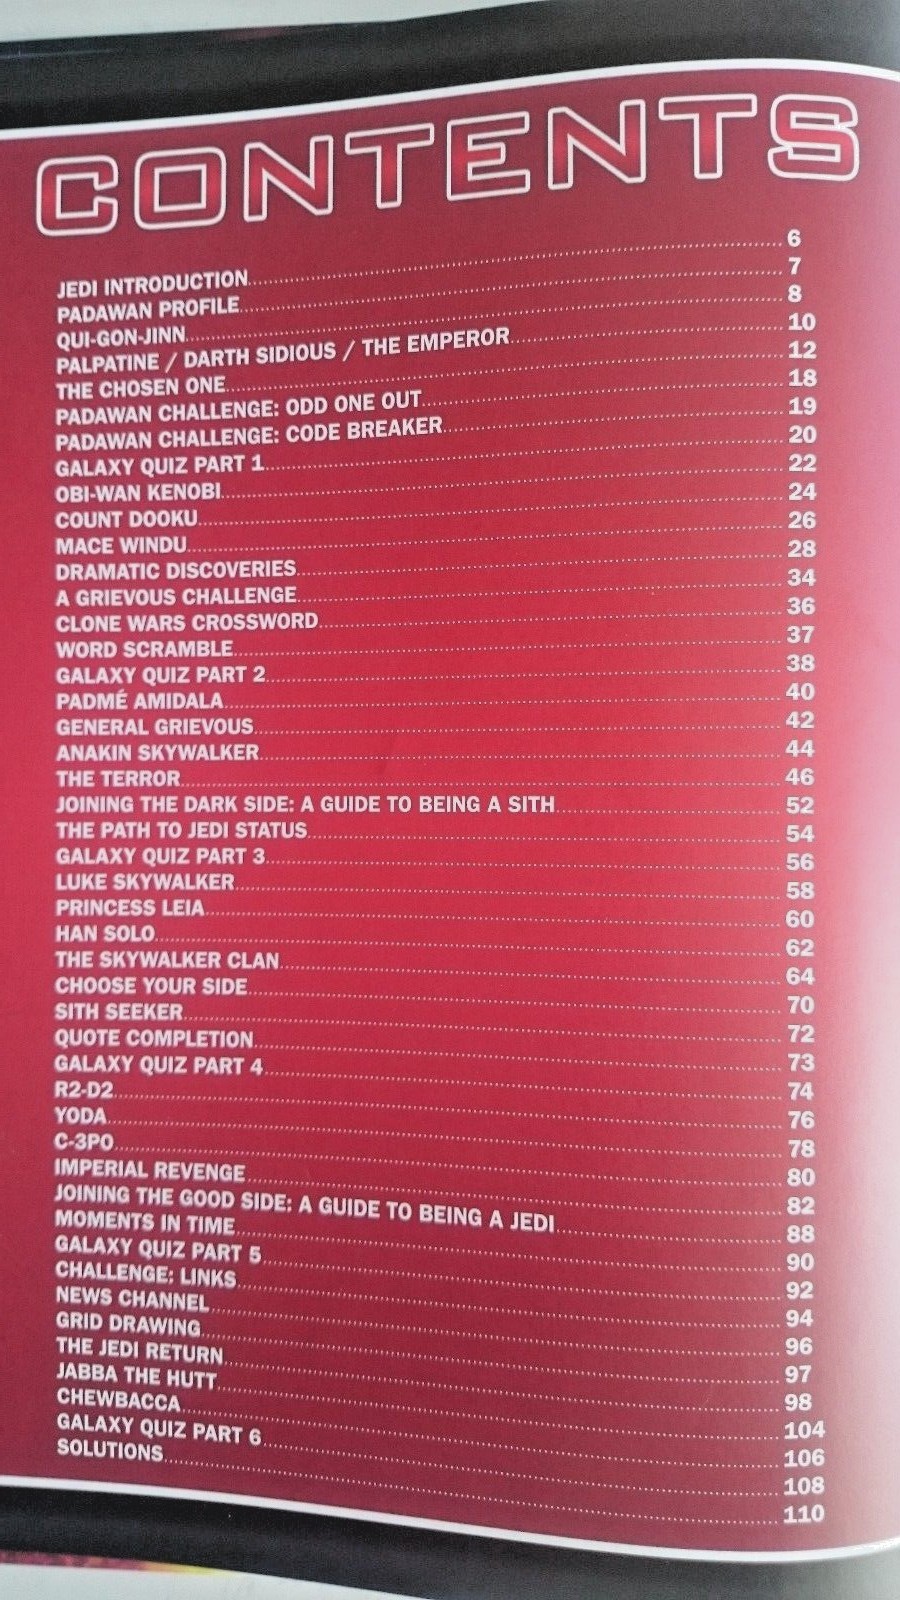 CONTENTS
JEDI INTRODUCTION 6
PADAWAN PROFILE 7
QUI-GON-JINN 8
PALPATINE / DARTH SIDIOUS / THE EMPEROR 10
THE CHOSEN ONE 12
PADAWAN CHALLENGE: ODD ONE OUT 18
PADAWAN CHALLENGE: CODE BREAKER 19
GALAXY QUIZ PART 1 20
OBI-WAN KENOBI 22
COUNT DOOKU 24
MACE WINDU 26
DRAMATIC DISCOVERIES 28
A GRIEVOUS CHALLENGE 34
CLONE WARS CROSSWORD 36
WORD SCRAMBLE 37
GALAXY QUIZ PART 2 38
PADMÉ AMIDALA 40
GENERAL GRIEVOUS 42
ANAKIN SKYWALKER 44
THE TERROR 46
JOINING THE DARK SIDE: A GUIDE TO BEING A SITH 52
THE PATH TO JEDI STATUS 54
GALAXY QUIZ PART 3 56
LUKE SKYWALKER 58
PRINCESS LEIA 60
HAN SOLO 62
THE SKYWALKER CLAN 64
CHOOSE YOUR SIDE 70
SITH SEEKER 72
QUOTE COMPLETION 73
GALAXY QUIZ PART 4 74
R2-D2 76
YODA 78
C-3PO 80
IMPERIAL REVENGE 82
JOINING THE GOOD SIDE: A GUIDE TO BEING A JEDI 88
MOMENTS IN TIME 90
GALAXY QUIZ PART 5 92
CHALLENGE: LINKS 94
NEWS CHANNEL 96
GRID DRAWING 97
THE JEDI RETURN 98
JABBA THE HUTT 104
CHEWBACCA 106
GALAXY QUIZ PART 6 108
SOLUTIONS 110